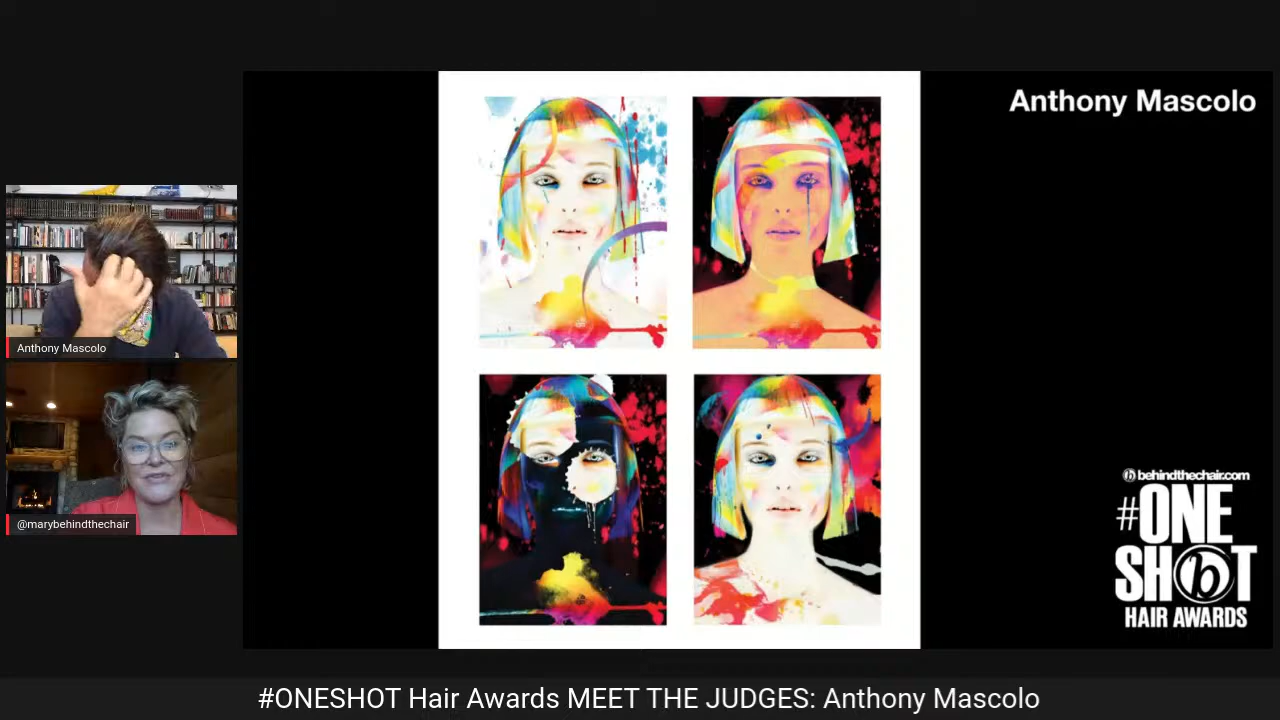 Anthony Mascolo
Anthony Mascolo
@marybehindthechair
behindthechair.com
#ONE
SHOT
HAIR AWARDS
#ONESHOT Hair Awards MEET THE JUDGES: Anthony Mascolo